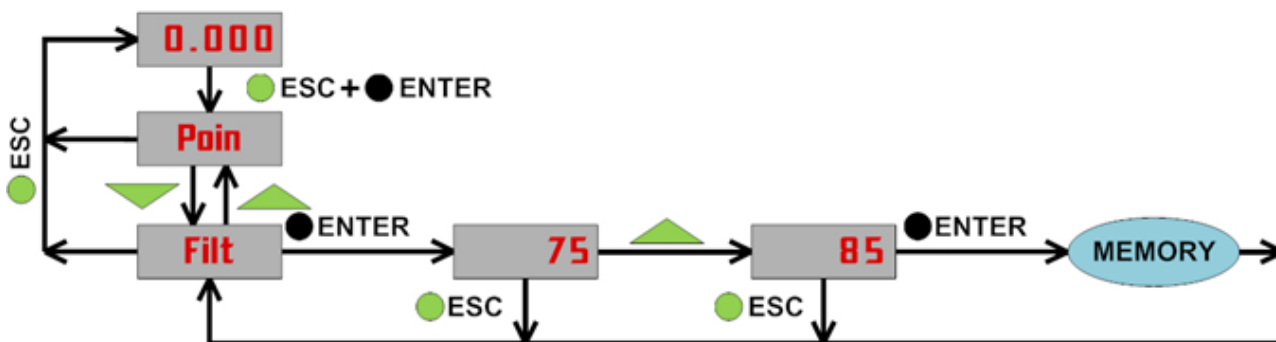 0.000
ESC + ENTER
Poin
ESC
Filt
ENTER
75
85
ENTER
MEMORY
ESC
ESC